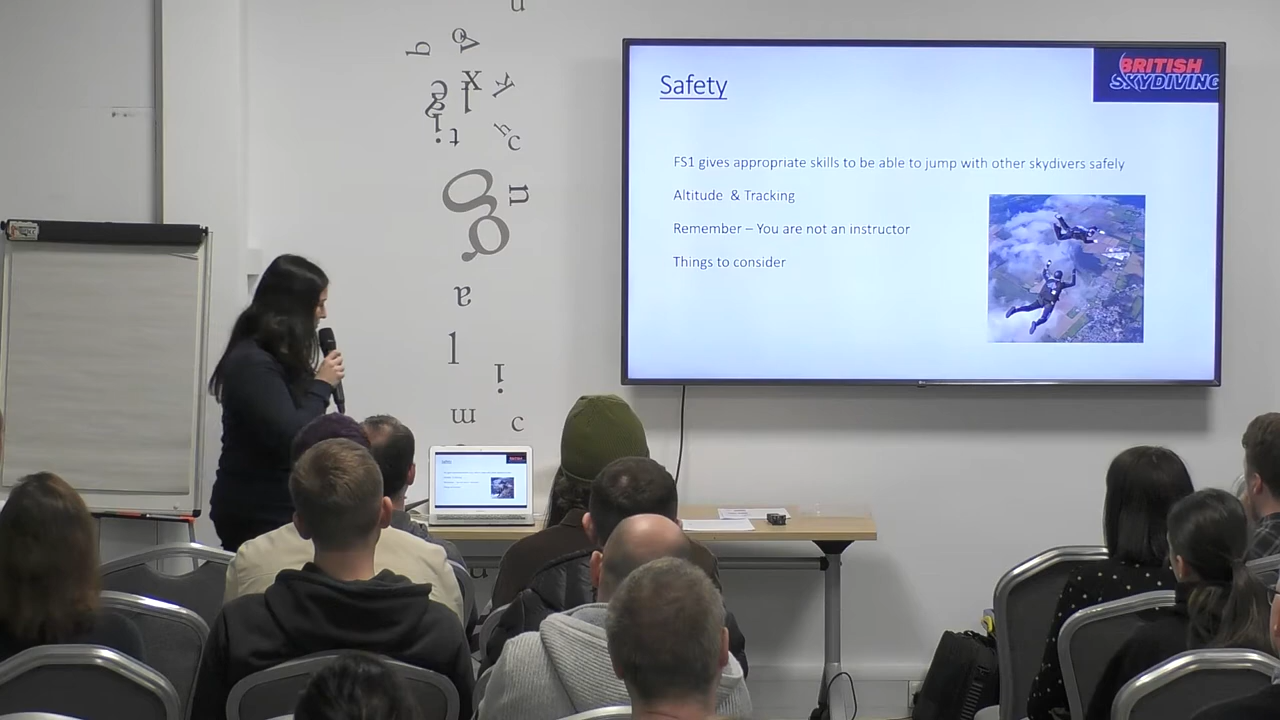 Safety
BRITISH
SKYDIVING
FS1 gives appropriate skills to be able to jump with other skydivers safely
Altitude & Tracking
Remember – You are not an instructor
Things to consider
u
d
e
v
x
y
e
g
l
i
t
h
c
g
n
a
l
i
m
c
Safety